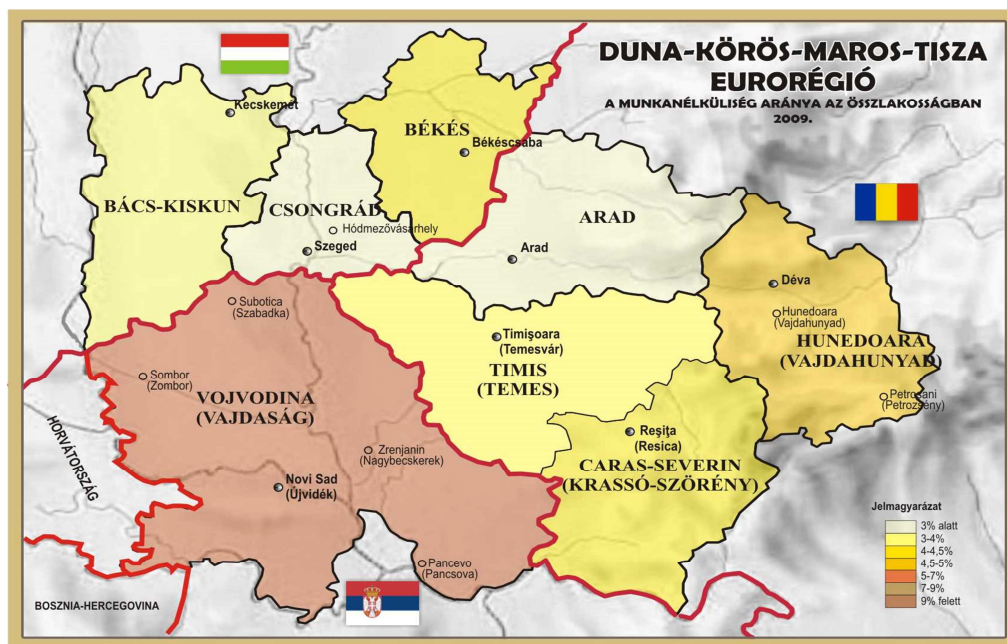 DUNA-KÖRÖS-MAROS-TISZA
EURORÉGIÓ
A MUNKANÉLKÜLISÉG ARÁNYA AZ ÖSSZLAKOSSÁGBAN
2009.
Kecskemét
BÉKÉS
Békéscsaba
BÁCS-KISKUN
CSONGRÁD
Hódmezővásárhely
Szeged
ARAD
Arad
Déva
Hunedoara
(Vajdahunyad)
HUNEDOARA
(VAJDAHUNYAD)
Petrosani
(Petrozsény)
Subotica
(Szabadka)
Timişoara
(Temesvár)
TIMIS
(TEMES)
Sombor
(Zombor)
VOJVODINA
(VAJDASÁG)
Reşiţa
(Resica)
CARAS-SEVERIN
(KRASSÓ-SZÖRÉNY)
HORVÁTORSZÁG
Zrenjanin
(Nagybecskerek)
Novi Sad
(Újvidék)
Pancevo
(Pancsova)
BOSZNIA-HERCEGOVINA
Jelmagyarázat
3% alatt
3-4%
4-4,5%
4,5-5%
5-7%
7-9%
9% felett